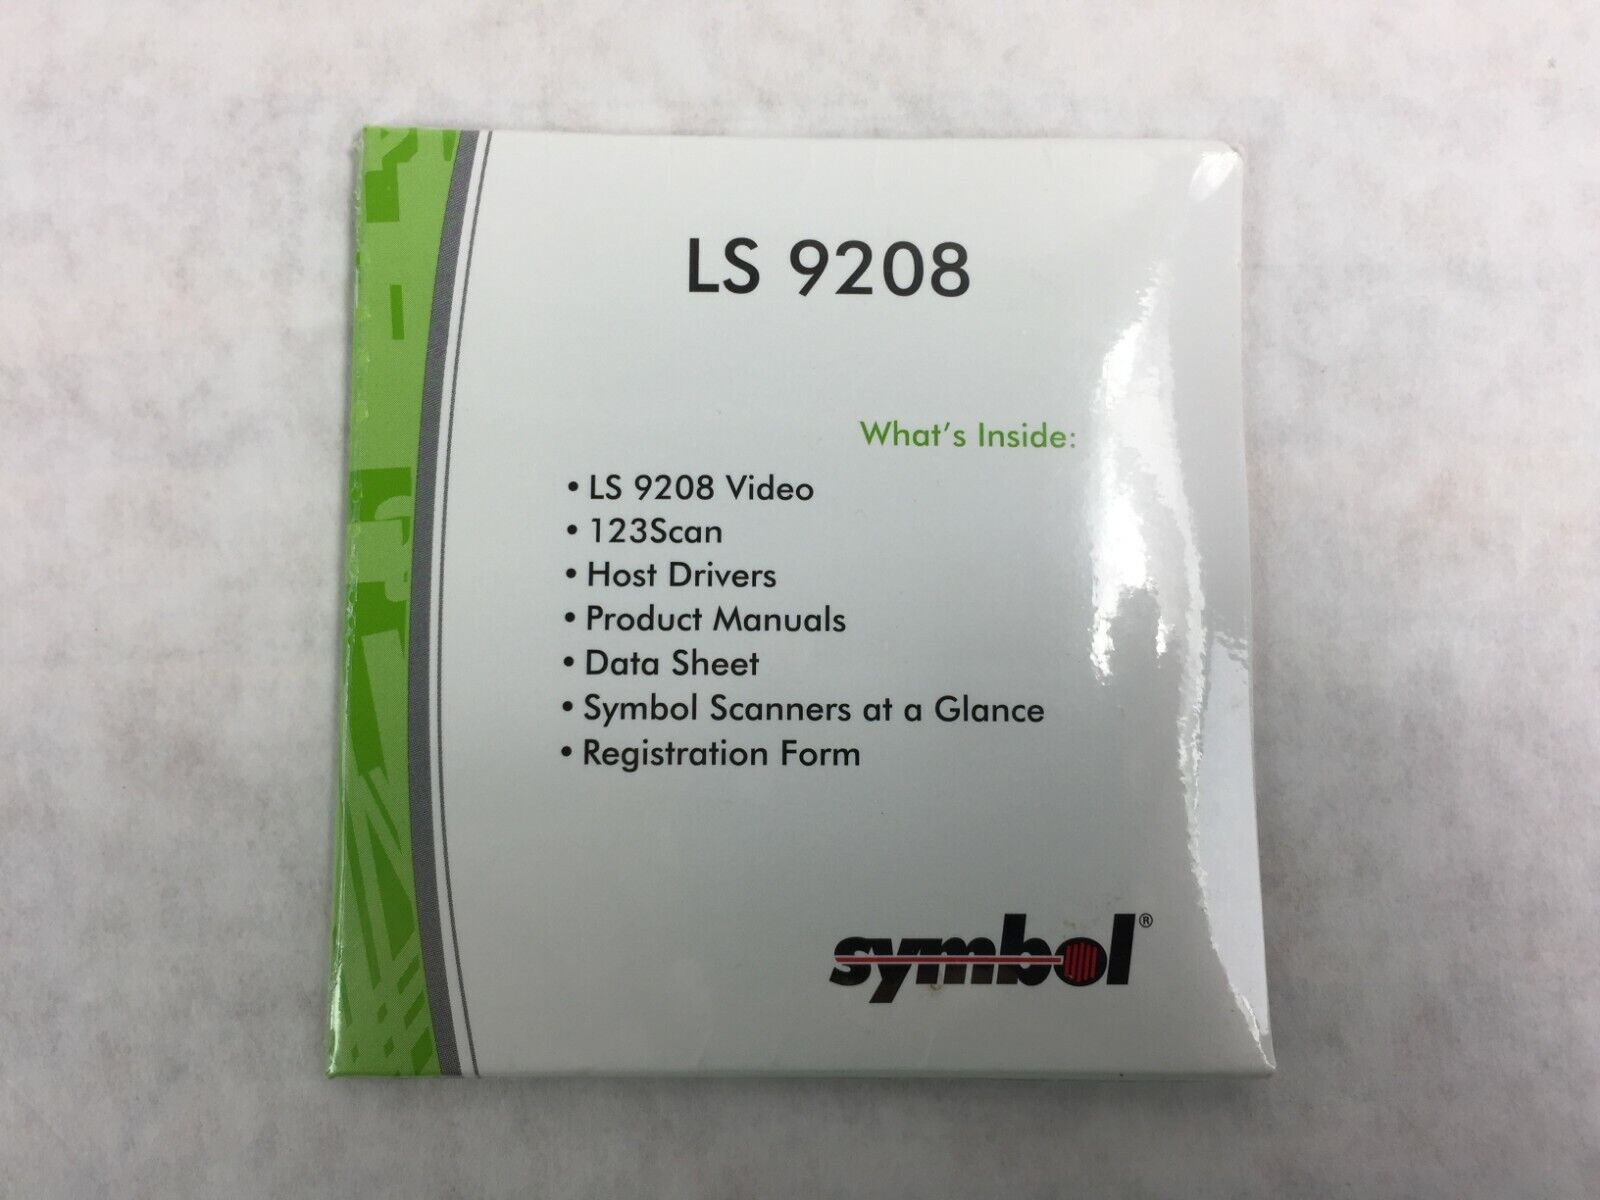 LS 9208
What's Inside:
• LS 9208 Video
• 123Scan
• Host Drivers
• Product Manuals
• Data Sheet
• Symbol Scanners at a Glance
• Registration Form
symbol®